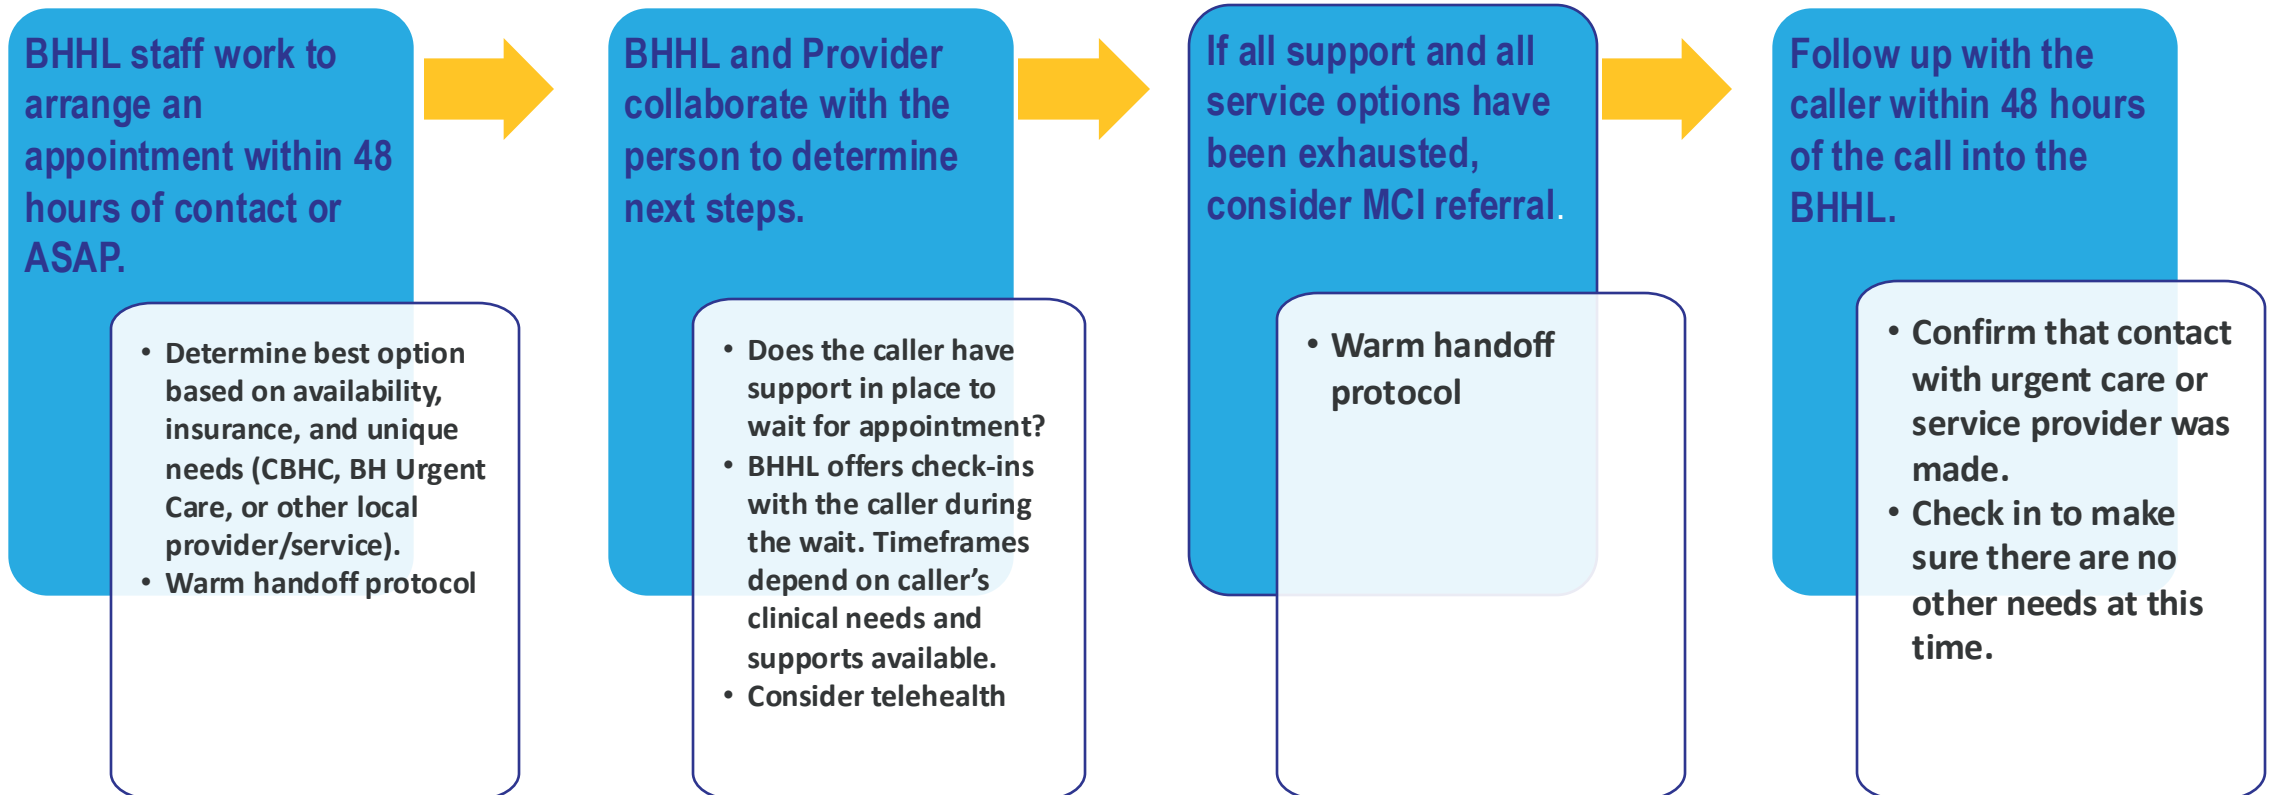 BHHL staff work to
arrange an
appointment within 48
hours of contact or
ASAP.
• Determine best option
based on availability,
insurance, and unique
needs (CBHC, BH Urgent
Care, or other local
provider/service).
• Warm handoff protocol
BHHL and Provider
collaborate with the
person to determine
next steps.
• Does the caller have
support in place to
wait for appointment?
• BHHL offers check-ins
with the caller during
the wait. Timeframes
depend on caller’s
clinical needs and
supports available.
• Consider telehealth
If all support and all
service options have
been exhausted,
consider MCI referral.
• Warm handoff
protocol
Follow up with the
caller within 48 hours
of the call into the
BHHL.
• Confirm that contact
with urgent care or
service provider was
made.
• Check in to make
sure there are no
other needs at this
time.